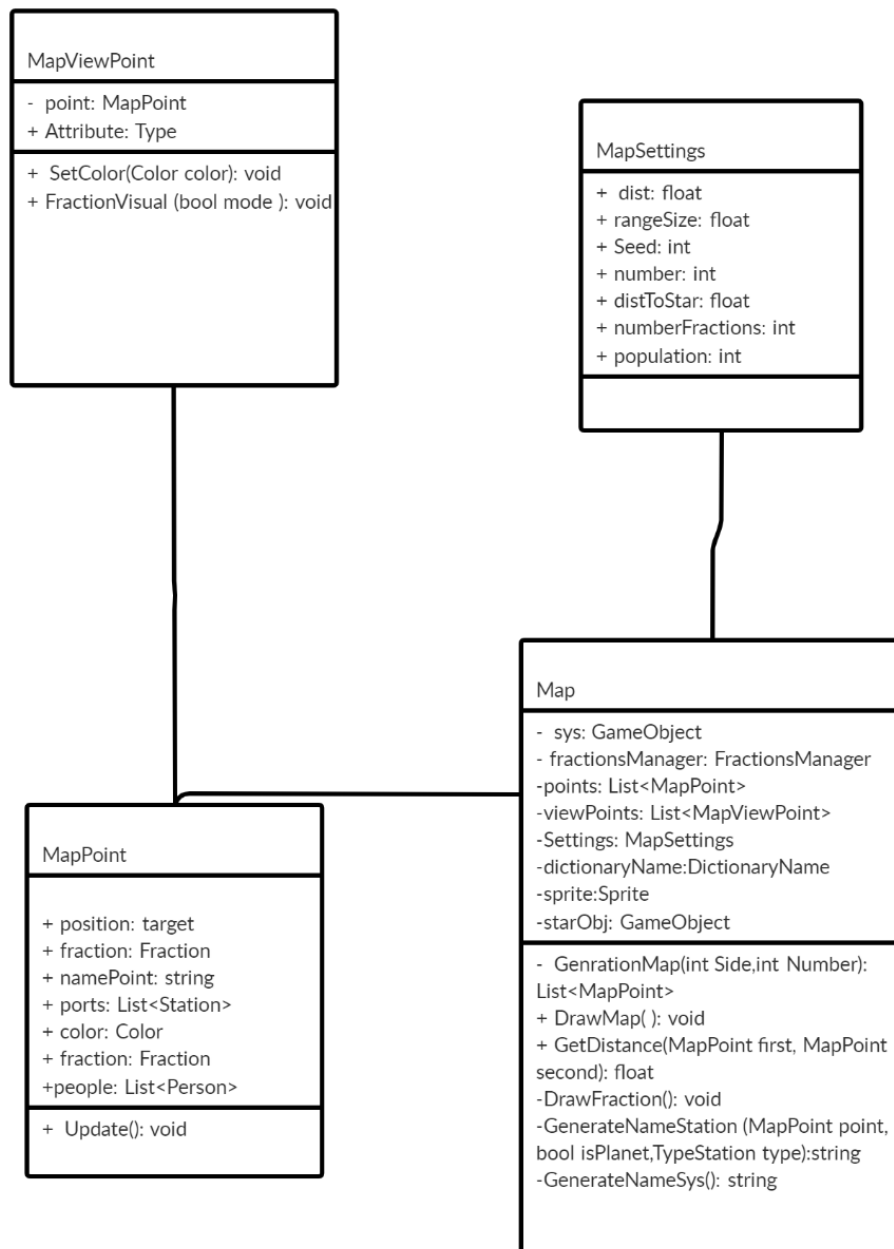 MapViewPoint
- point: MapPoint
+ Attribute: Type
+ SetColor(Color color): void
+ FractionVisual (bool mode ): void
MapSettings
+ dist: float
+ rangeSize: float
+ Seed: int
+ number: int
+ distToStar: float
+ numberFractions: int
+ population: int
MapPoint
+ position: target
+ fraction: Fraction
+ namePoint: string
+ ports: List<Station>
+ color: Color
+ fraction: Fraction
+people: List<Person>
+ Update(): void
Map
- sys: GameObject
- fractionsManager: FractionsManager
-points: List<MapPoint>
-viewPoints: List<MapViewPoint>
-Settings: MapSettings
-dictionaryName:DictionaryName
-sprite:Sprite
-starObj: GameObject
- GenrationMap(int Side,int Number):
List<MapPoint>
+ DrawMap( ): void
+ GetDistance(MapPoint first, MapPoint
second): float
-DrawFraction(): void
-GenerateNameStation (MapPoint point,
bool isPlanet,TypeStation type):string
-GenerateNameSys(): string